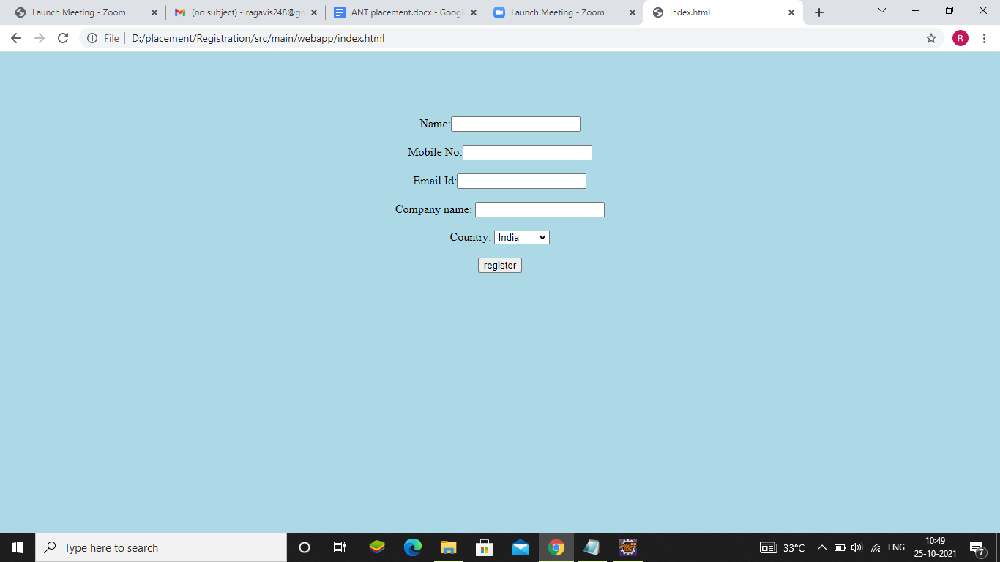 Launch Meeting - Zoom
(no subject) - ragavis248@gr
ANT placement.docx - Googl
Launch Meeting - Zoom
index.html
File
D:/placement/Registration/src/main/webapp/index.html
R
Name:
Mobile No:
Email Id:
Company name:
Country: India
register
Type here to search
33°C
ENG
10:49
25-10-2021
7